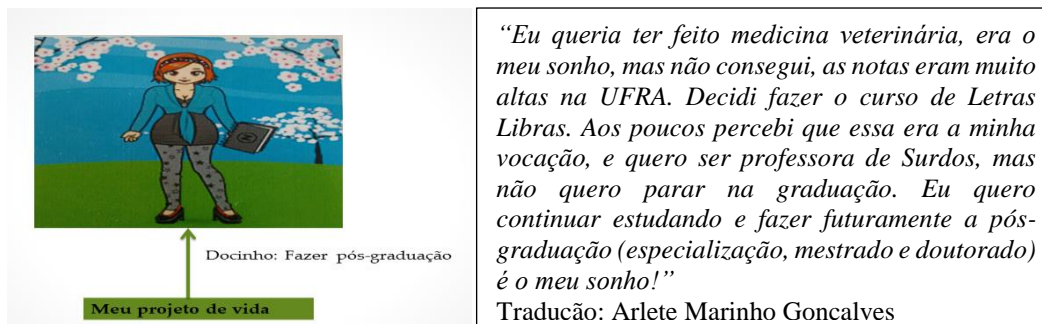 Docinho: Fazer pós-graduação
Meu projeto de vida
“Eu queria ter feito medicina veterinária, era o
meu sonho, mas não consegui, as notas eram muito
altas na UFRA. Decidi fazer o curso de Letras
Libras. Aos poucos percebi que essa era a minha
vocação, e quero ser professora de Surdos, mas
não quero parar na graduação. Eu quero
continuar estudando e fazer futuramente a pós-
graduação (especialização, mestrado e doutorado)
é o meu sonho!”
Tradução: Arlete Marinho Gonçalves